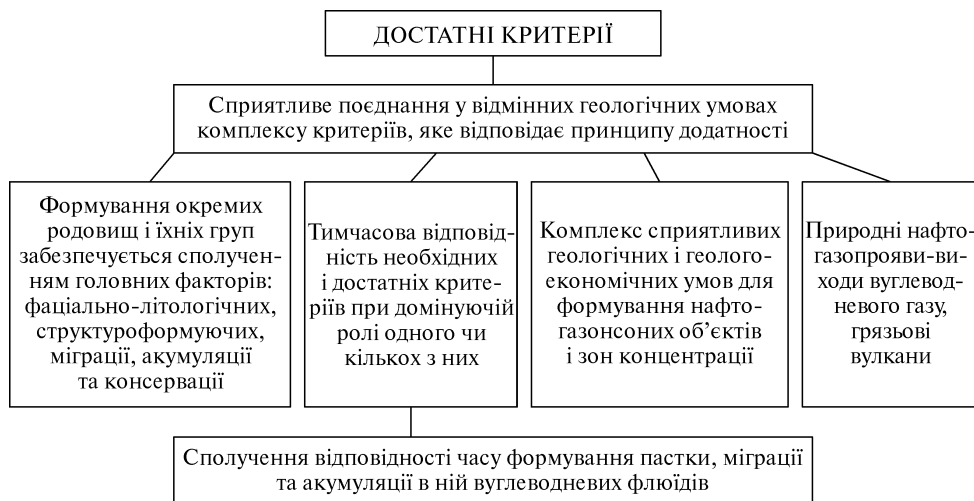 ДОСТАТНІ КРИТЕРІЇ
Сприятливе поєднання у відмінних геологічних умовах
комплексу критеріїв, яке відповідає принципу додатності
Формування окремих
родовищ і їхніх груп
забезпечується сполучен-
ням головних факторів:
фаціально-літологічних,
структуроформуючих,
міграції, акумуляції
та консервації
Тимчасова відповід-
ність необхідних
і достатніх крите-
ріїв при домінуючій
ролі одного чи
кількох з них
Комплекс сприятливих
геологічних і геолого-
економічних умов для
формування нафто-
газонсоних об’єктів
і зон концентрації
Природні нафто-
газопрояви-ви-
ходи вуглевод-
невого газу,
грязьові
вулкани
Сполучення відповідності часу формування пастки, міграції
та акумуляції в ній вуглеводневих флюїдів